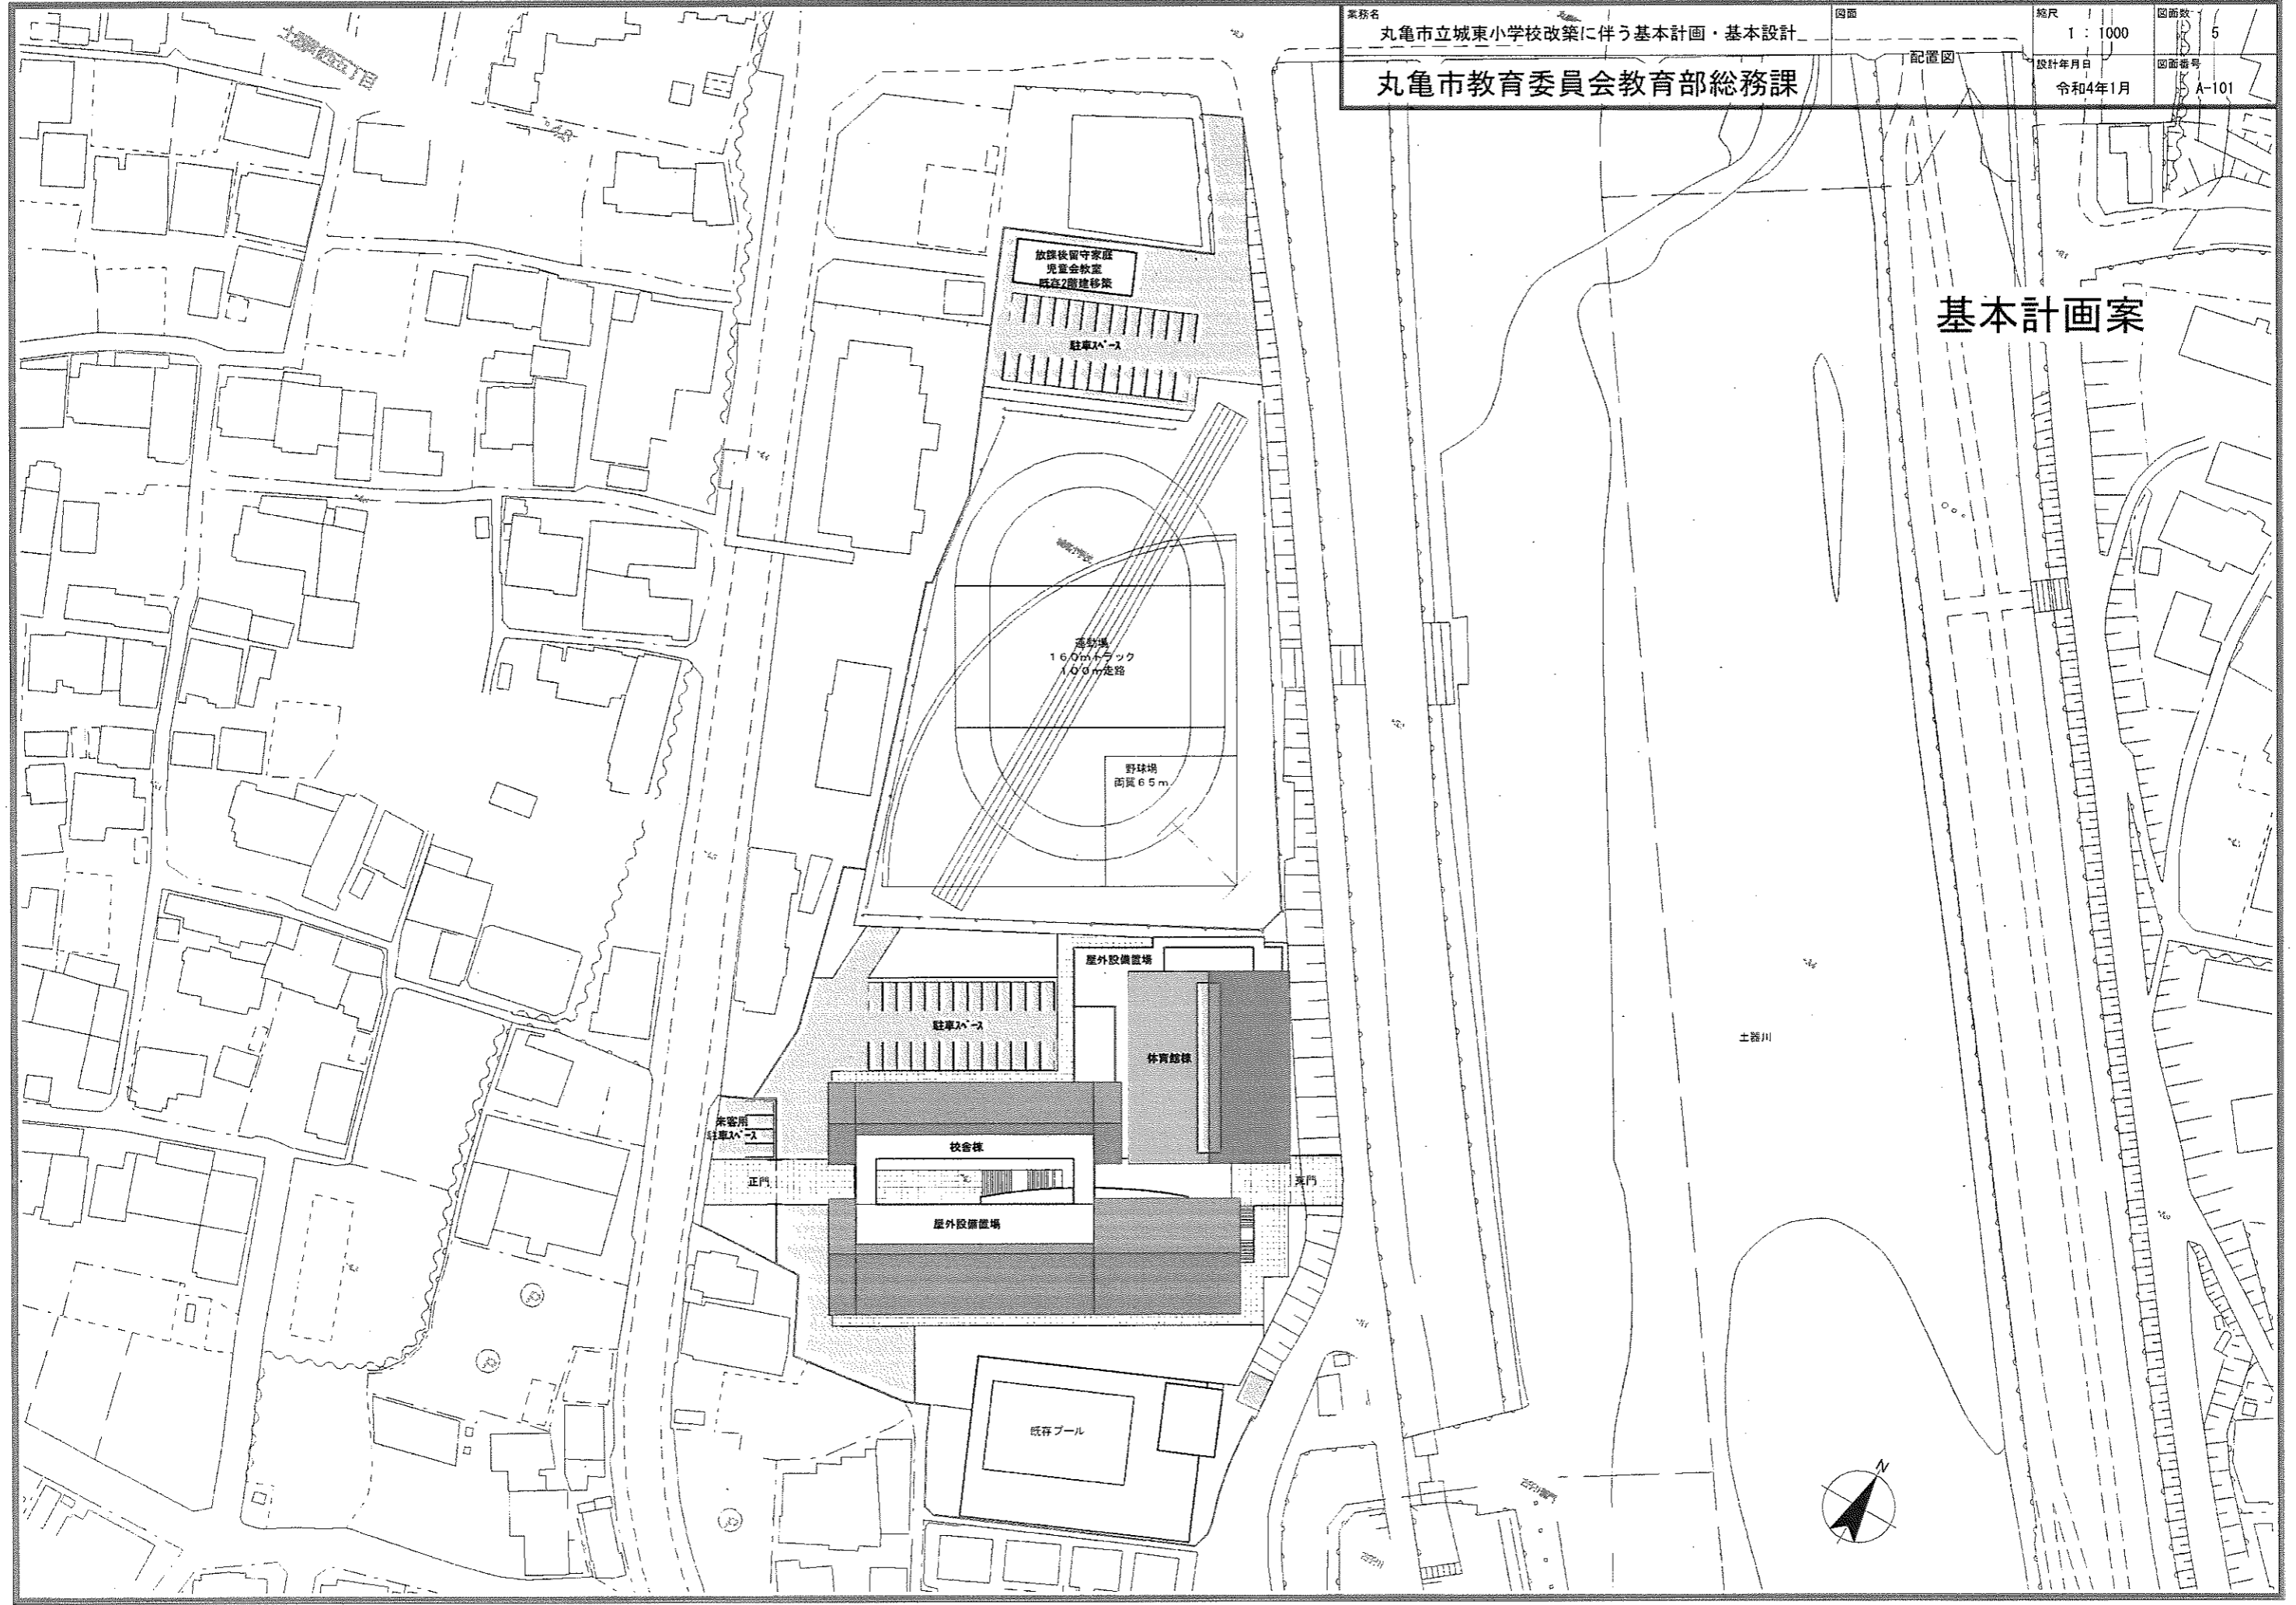 業務名
丸亀市立城東小学校改築に伴う基本計画・基本設計
丸亀市教育委員会教育部総務課
図面
配置図
縮尺
1 : 1000
設計年月日
令和4年1月
図面数
5
図面番号
A-101
基本計画案
放課後留守家庭
児童会教室
既存2階建移築
駐車スペース
運動場
160mトラック
100m走路
野球場
両翼65m
屋外設備置場
駐車スペース
体育館棟
土器川
来客用
駐車スペース
校舎棟
正門
東門
屋外設備置場
既存プール
N